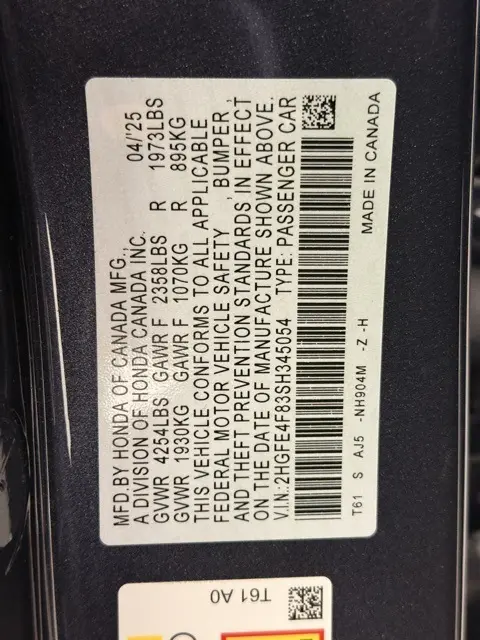 MFD.BY HONDA OF CANADA MFG., 04/'25
A DIVISION OF HONDA CANADA INC.
GVWR 4254LBS GAWR F 2358LBS R 1973LBS
GVWR 1930KG GAWR F 1070KG R 895KG
THIS VEHICLE CONFORMS TO ALL APPLICABLE
FEDERAL MOTOR VEHICLE SAFETY , BUMPER ,
AND THEFT PREVENTION STANDARDS IN EFFECT
ON THE DATE OF MANUFACTURE SHOWN ABOVE.
V.I.N.:2HGFE4F83SH345054 TYPE: PASSENGER CAR
T61 S AJ5 -NH904M -Z -H
MADE IN CANADA
T61 A0